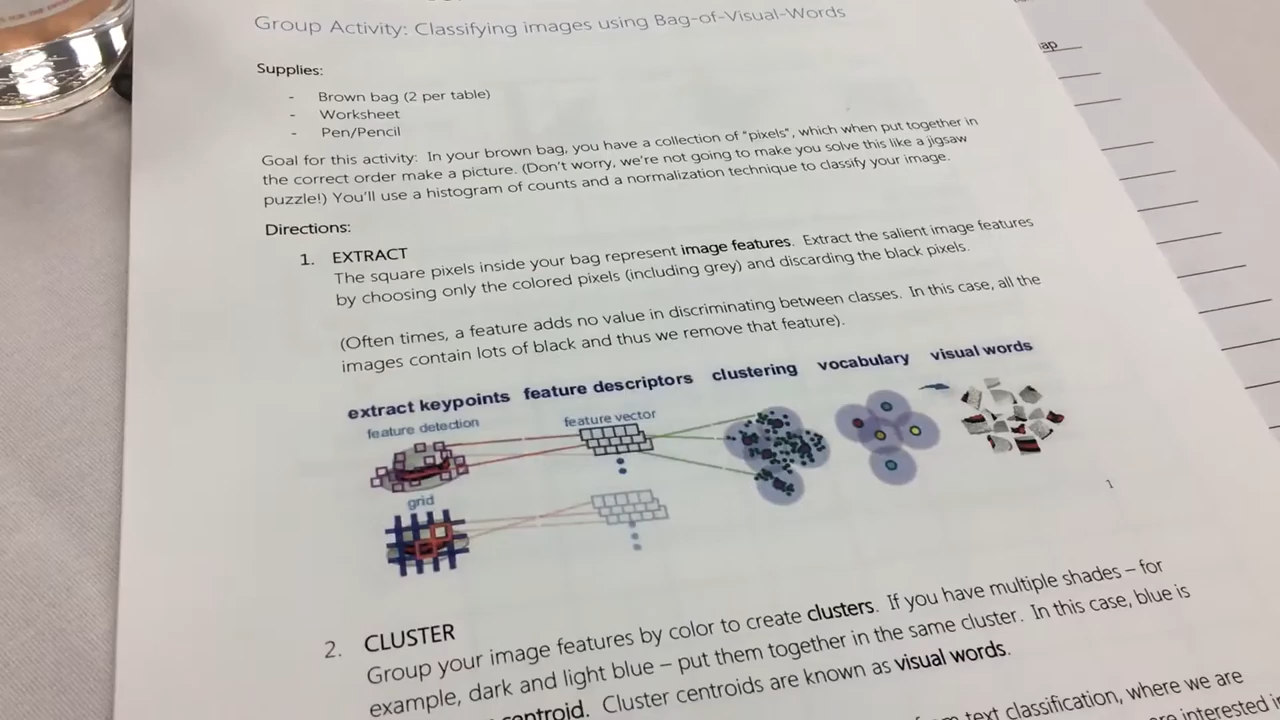 Group Activity: Classifying images using Bag-of-Visual-Words
Supplies:
- Brown bag (2 per table)
- Worksheet
- Pen/Pencil
Goal for this activity: In your brown bag, you have a collection of "pixels", which when put together in
the correct order make a picture. (Don't worry, we're not going to make you solve this like a jigsaw
puzzle!) You'll use a histogram of counts and a normalization technique to classify your image.
Directions:
1. EXTRACT
The square pixels inside your bag represent image features. Extract the salient image features
by choosing only the colored pixels (including grey) and discarding the black pixels.
(Often times, a feature adds no value in discriminating between classes. In this case, all the
images contain lots of black and thus we remove that feature).
extract keypoints feature descriptors clustering vocabulary visual words
feature detection
feature vector
grid
1
2. CLUSTER
Group your image features by color to create clusters. If you have multiple shades – for
example, dark and light blue – put them together in the same cluster. In this case, blue is
centroid. Cluster centroids are known as visual words.
text classification, where we are
interested